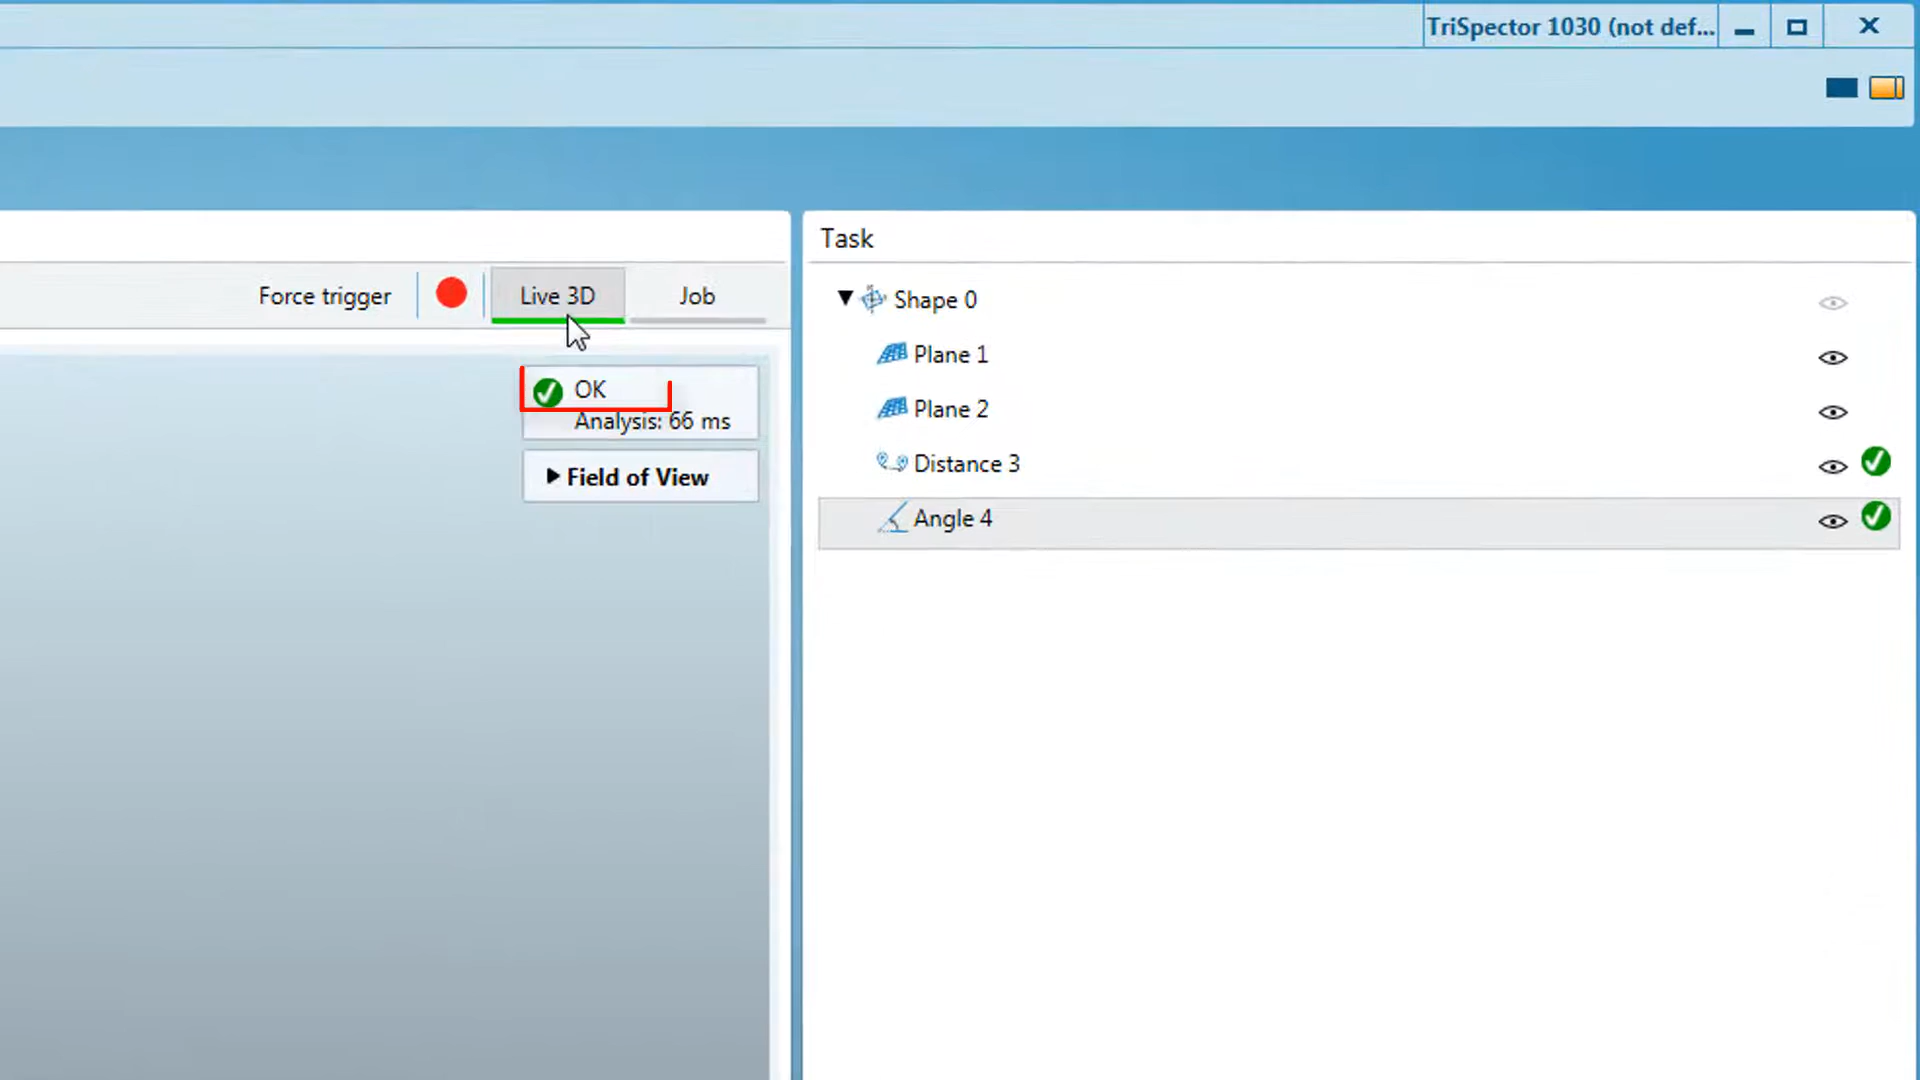 TriSpector 1030 (not def...
Task
Force trigger
Live 3D
Job
Shape 0
OK
Analysis: 66 ms
Plane 1
Plane 2
Field of View
Distance 3
Angle 4